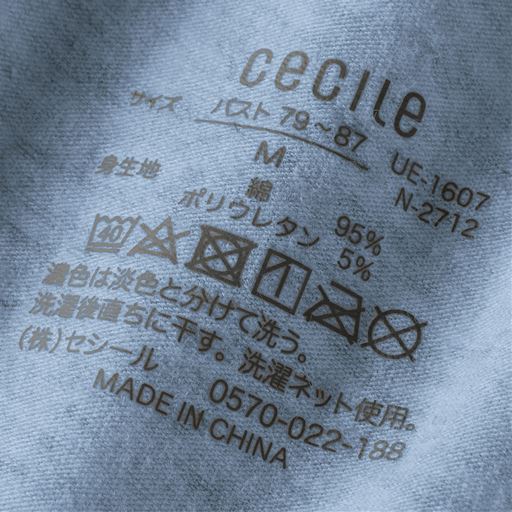 cecile
サイズ バスト 79～87 UE-1607
M N-2712
身生地 綿 95%
ポリウレタン 5%
40
濃色は淡色と分けて洗う。
洗濯後直ちに干す。洗濯ネット使用。
(株)セシール 0570-022-188
MADE IN CHINA